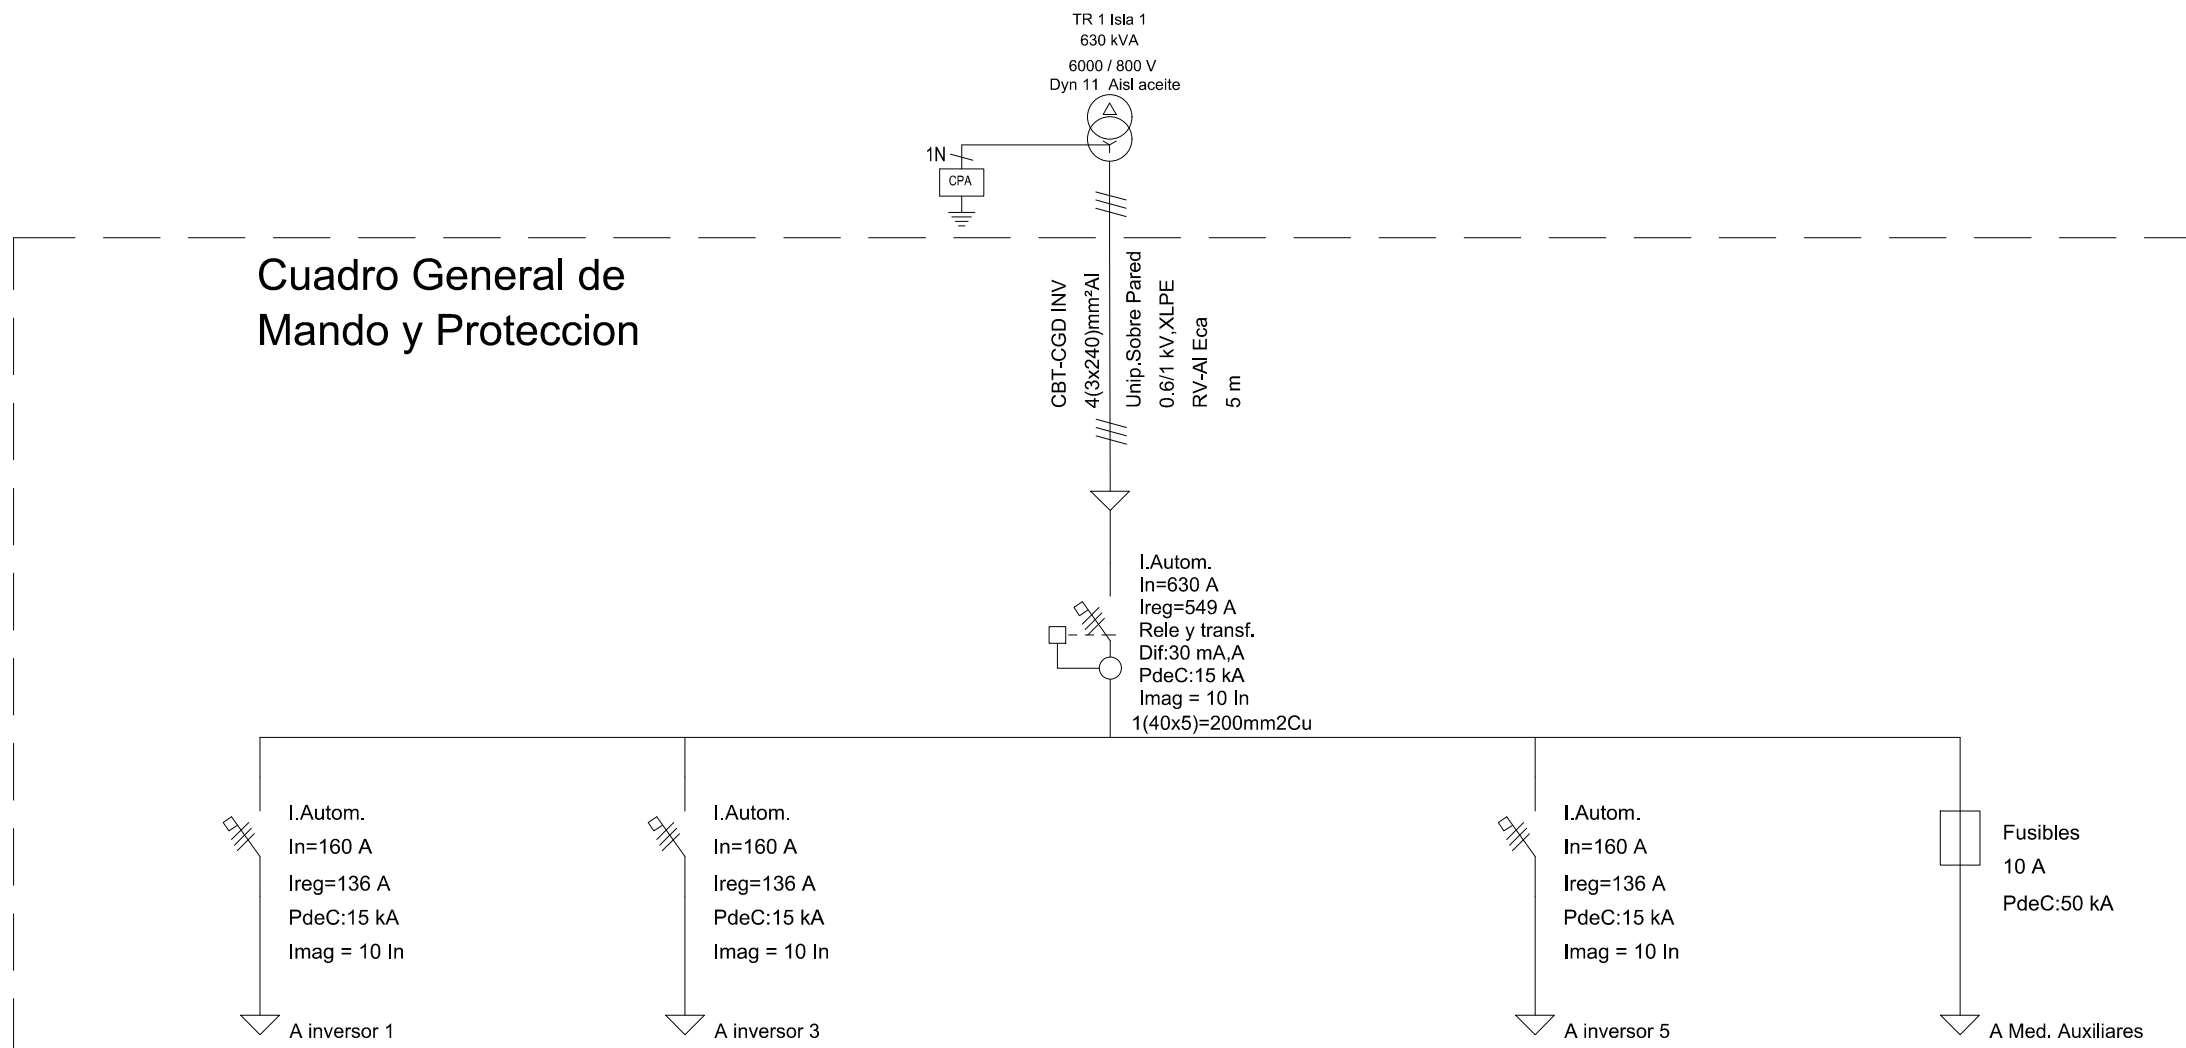 TR 1 Isla 1
630 kVA
6000 / 800 V
Dyn 11 Aisl aceite
1N
CPA
Cuadro General de
Mando y Proteccion
CBT-CGD INV
4(3x240)mm²Al
Unip.Sobre Pared
0.6/1 kV,XLPE
RV-Al Eca
5 m
I.Autom.
In=630 A
Ireg=549 A
Rele y transf.
Dif:30 mA,A
PdeC:15 kA
Imag = 10 In
1(40x5)=200mm2Cu
I.Autom.
In=160 A
Ireg=136 A
PdeC:15 kA
Imag = 10 In
A inversor 1
I.Autom.
In=160 A
Ireg=136 A
PdeC:15 kA
Imag = 10 In
A inversor 3
I.Autom.
In=160 A
Ireg=136 A
PdeC:15 kA
Imag = 10 In
A inversor 5
Fusibles
10 A
PdeC:50 kA
A Med. Auxiliares